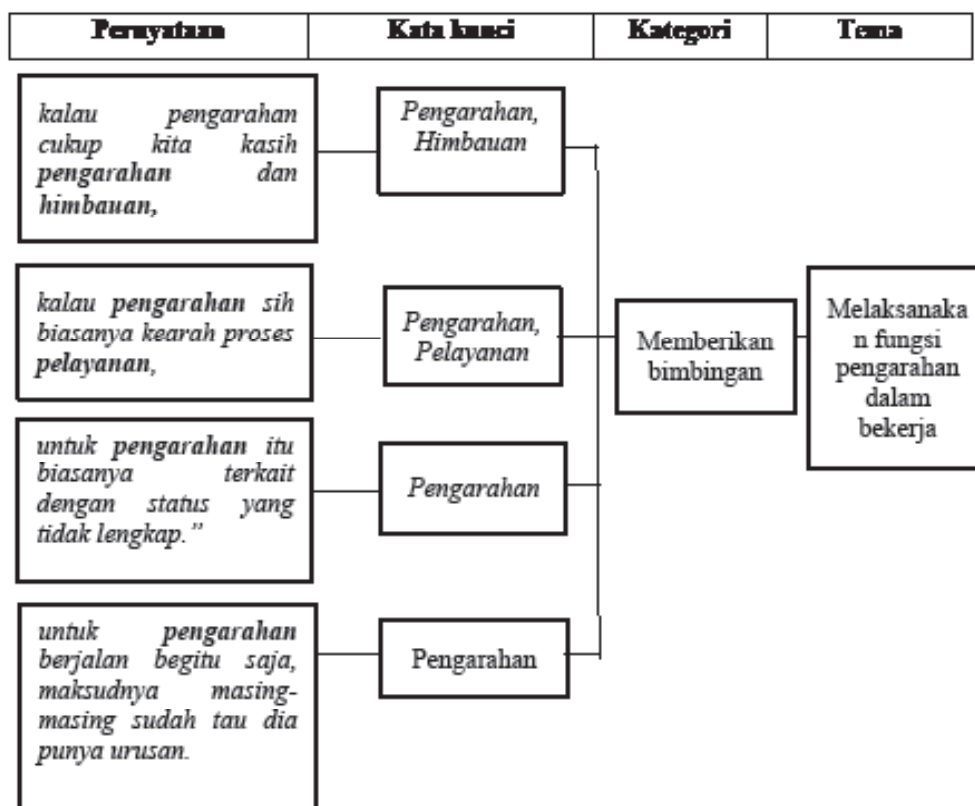 Pernyataan Kata kunci Kategori Tema
kalau pengarahan
cukup kita kasih
pengarahan dan
himbauan,
Pengarahan,
Himbauan
kalau pengarahan sih
biasanya kearah proses
pelayanan,
Pengarahan,
Pelayanan
untuk pengarahan itu
biasanya terkait
dengan status yang
tidak lengkap.”
Pengarahan
untuk pengarahan
berjalan begitu saja,
maksudnya masing-
masing sudah tau dia
punya urusan.
Pengarahan
Memberikan
bimbingan
Melaksanaka
n fungsi
pengarahan
dalam
bekerja